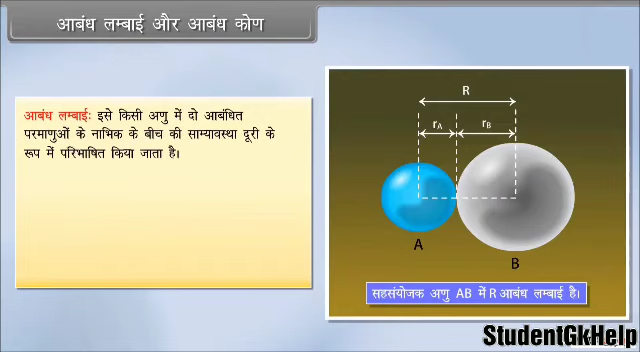 आबंध लम्बाई और आबंध कोण
आबंध लम्बाई: इसे किसी अणु में दो आबंधित
परमाणुओं के नाभिक के बीच की साम्यावस्था दूरी के
रूप में परिभाषित किया जाता है।
R
rA rB
A
B
सहसंयोजक अणु AB में R आबंध लम्बाई है।
StudentGkHelp